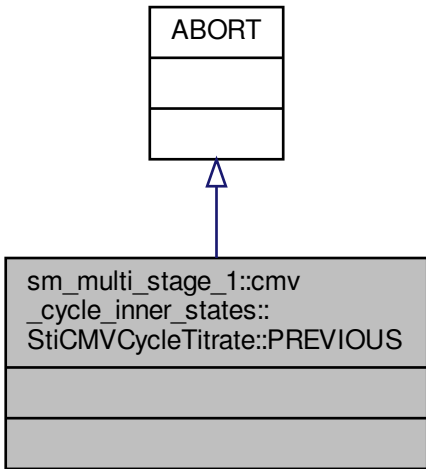 ABORT
sm_multi_stage_1::cmv
_cycle_inner_states::
StiCMVCycleTitrate::PREVIOUS